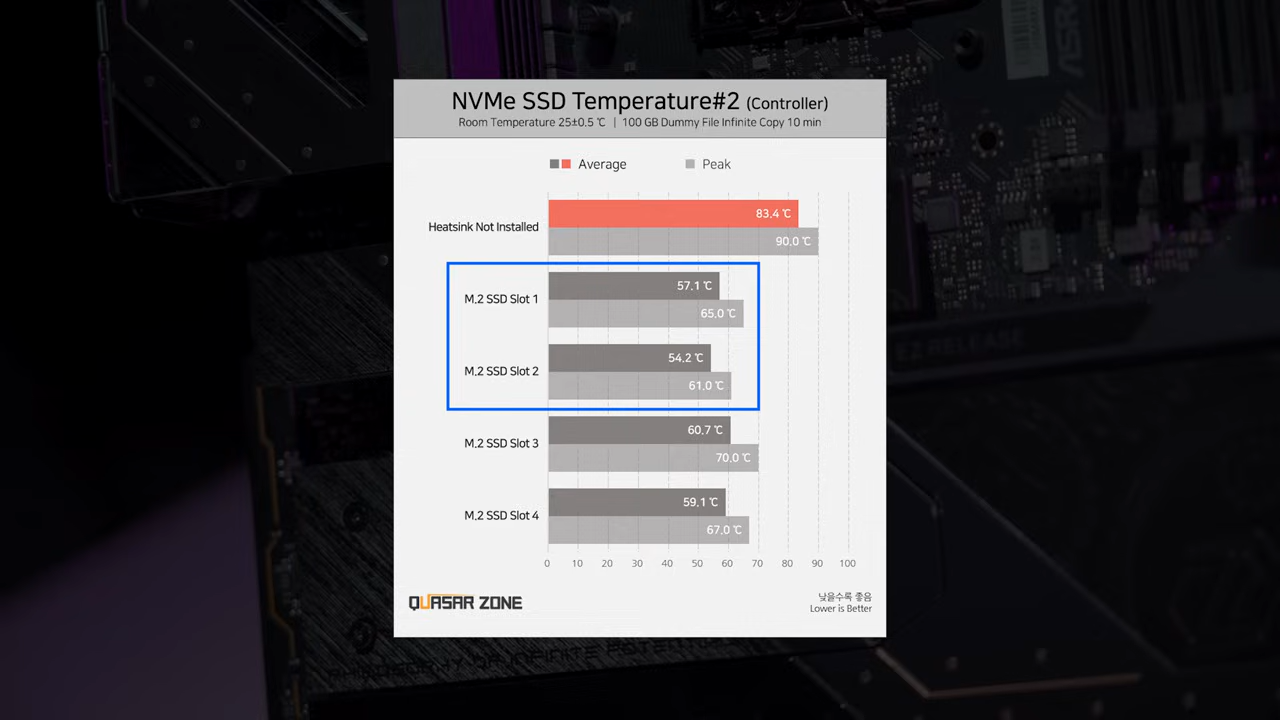 NVMe SSD Temperature#2 (Controller)
Room Temperature 25±0.5 ℃ | 100 GB Dummy File Infinite Copy 10 min
Average
Peak
Heatsink Not Installed
83.4 ℃
90.0 ℃
M.2 SSD Slot 1
57.1 ℃
65.0 ℃
M.2 SSD Slot 2
54.2 ℃
61.0 ℃
M.2 SSD Slot 3
60.7 ℃
70.0 ℃
M.2 SSD Slot 4
59.1 ℃
67.0 ℃
0 10 20 30 40 50 60 70 80 90 100
QUASAR ZONE
낮을수록 좋음
Lower is Better
EZ RELEASE